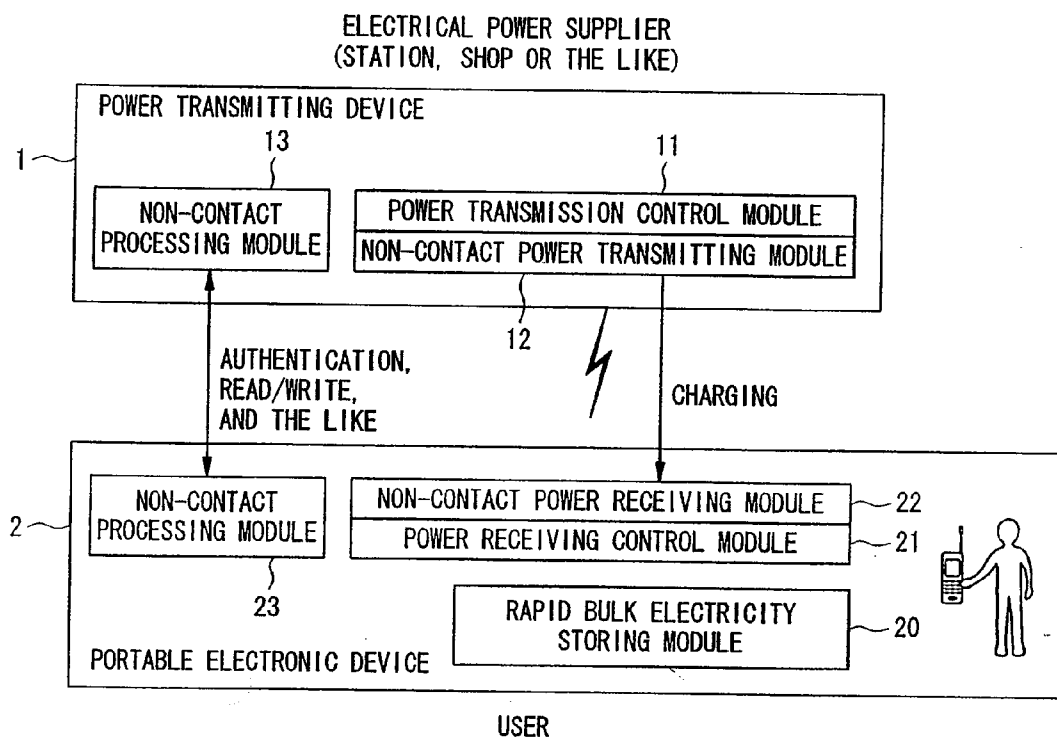 ELECTRICAL POWER SUPPLIER
(STATION, SHOP OR THE LIKE)
POWER TRANSMITTING DEVICE
1
13
11
NON-CONTACT
PROCESSING MODULE
POWER TRANSMISSION CONTROL MODULE
NON-CONTACT POWER TRANSMITTING MODULE
12
AUTHENTICATION,
READ/WRITE,
AND THE LIKE
CHARGING
2
NON-CONTACT
PROCESSING MODULE
23
NON-CONTACT POWER RECEIVING MODULE
22
POWER RECEIVING CONTROL MODULE
21
RAPID BULK ELECTRICITY
STORING MODULE
20
PORTABLE ELECTRONIC DEVICE
USER